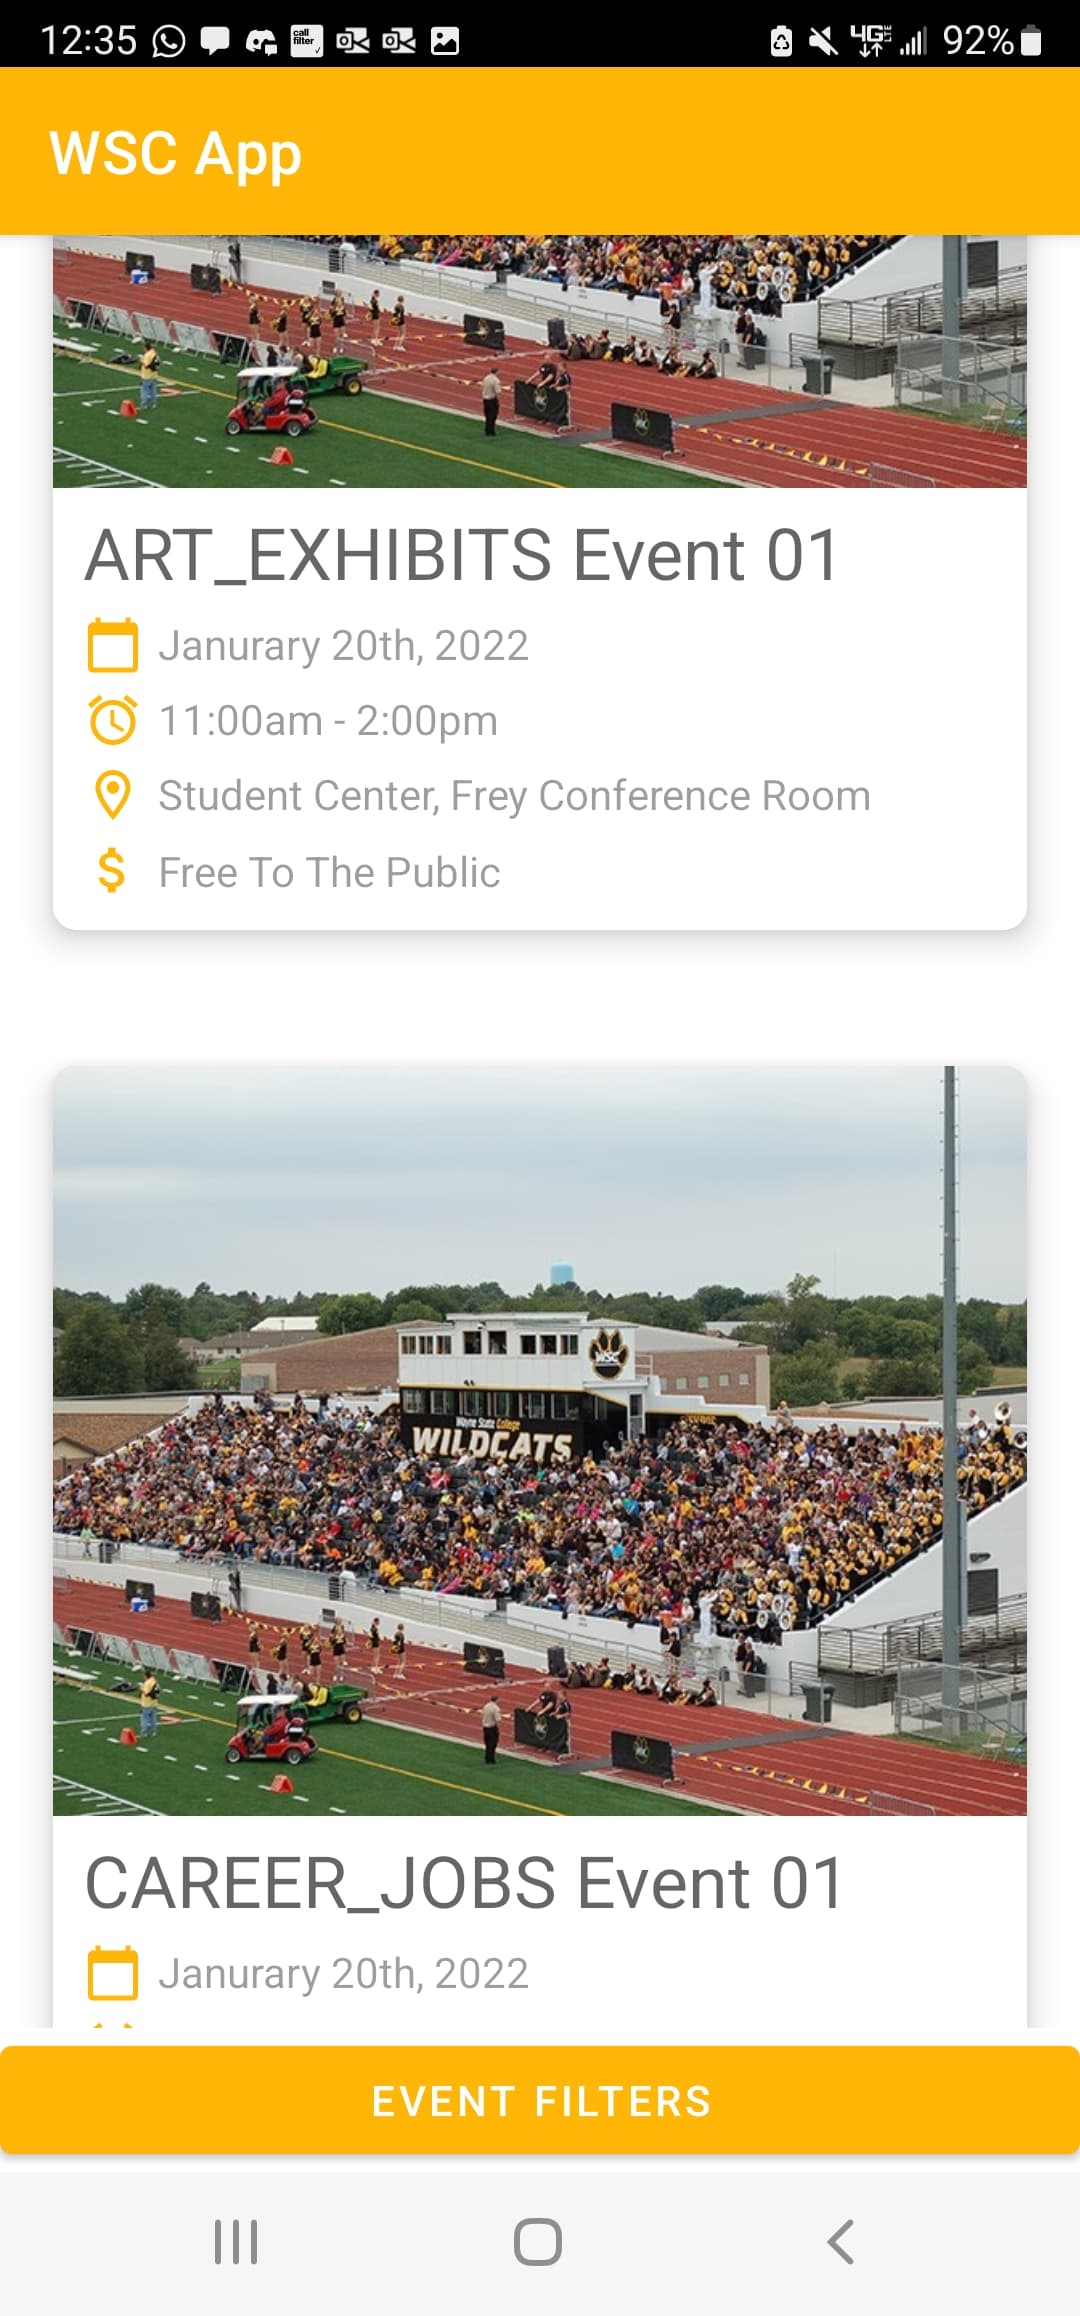 12:35
call
filter
4G LTE
92%
WSC App
ART_EXHIBITS Event 01
Janurary 20th, 2022
11:00am - 2:00pm
Student Center, Frey Conference Room
Free To The Public
WSC
Wayne State College
WILDCATS
CAREER_JOBS Event 01
Janurary 20th, 2022
EVENT FILTERS